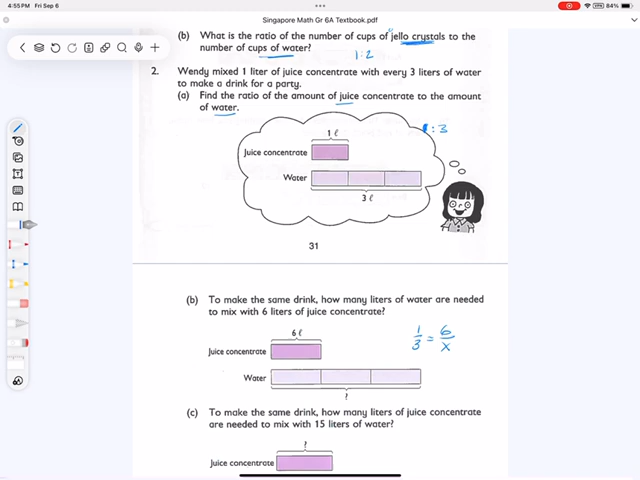 4:55 PM Fri Sep 6
84%
Singapore Math Gr 6A Textbook.pdf
(b) What is the ratio of the number of cups of jello crystals to the
number of cups of water?
1:2
2. Wendy mixed 1 liter of juice concentrate with every 3 liters of water
to make a drink for a party.
(a) Find the ratio of the amount of juice concentrate to the amount
of water.
1:3
1 ℓ
Juice concentrate
Water
3 ℓ
31
(b) To make the same drink, how many liters of water are needed
to mix with 6 liters of juice concentrate?
6 ℓ
1/3 = 6/x
Juice concentrate
Water
?
(c) To make the same drink, how many liters of juice concentrate
are needed to mix with 15 liters of water?
?
Juice concentrate